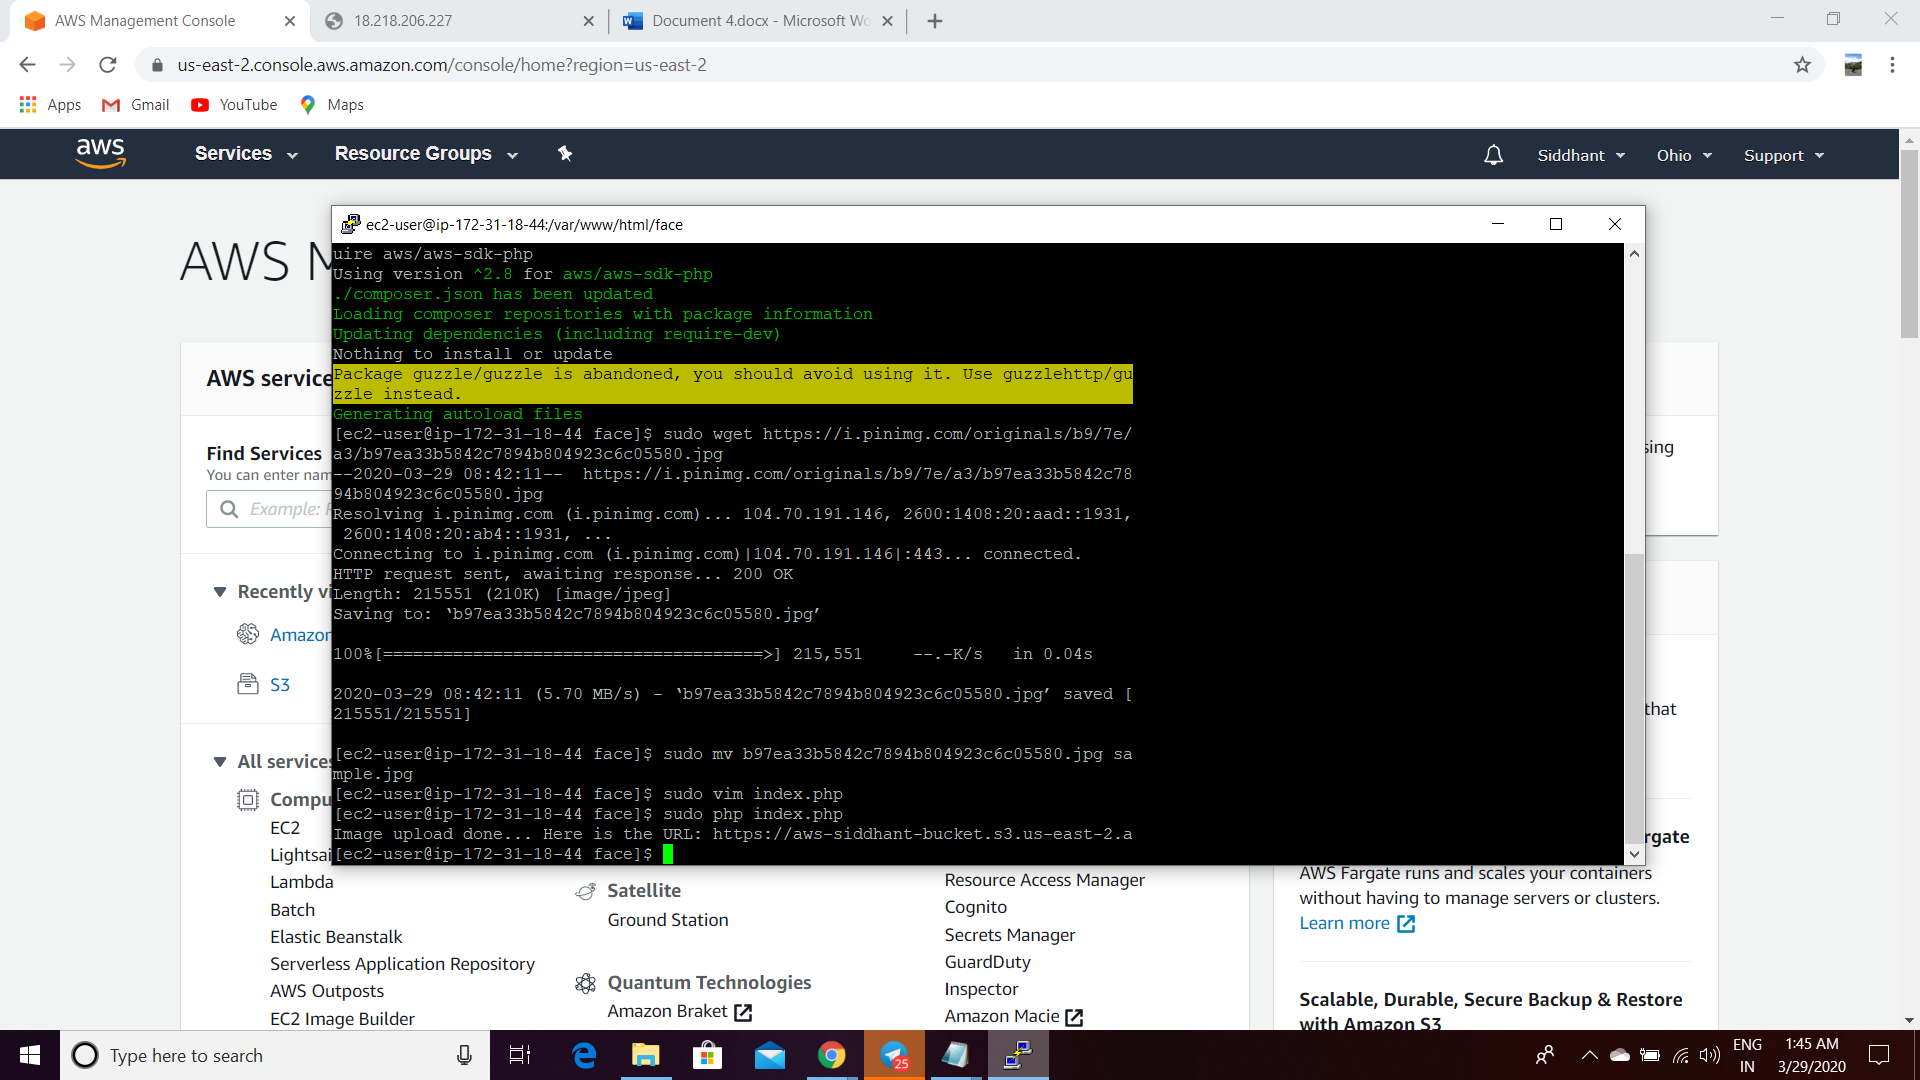 AWS Management Console
18.218.206.227
Document 4.docx - Microsoft Wo
us-east-2.console.aws.amazon.com/console/home?region=us-east-2
Apps
Gmail
YouTube
Maps
aws
Services
Resource Groups
Siddhant
Ohio
Support
AWS M
ec2-user@ip-172-31-18-44:/var/www/html/face
uire aws/aws-sdk-php
Using version ^2.8 for aws/aws-sdk-php
./composer.json has been updated
Loading composer repositories with package information
Updating dependencies (including require-dev)
Nothing to install or update
Package guzzle/guzzle is abandoned, you should avoid using it. Use guzzlehttp/gu
zzle instead.
Generating autoload files
[ec2-user@ip-172-31-18-44 face]$ sudo wget https://i.pinimg.com/originals/b9/7e/
a3/b97ea33b5842c7894b804923c6c05580.jpg
--2020-03-29 08:42:11--  https://i.pinimg.com/originals/b9/7e/a3/b97ea33b5842c78
94b804923c6c05580.jpg
Resolving i.pinimg.com (i.pinimg.com)... 104.70.191.146, 2600:1408:20:aad::1931,
2600:1408:20:ab4::1931, ...
Connecting to i.pinimg.com (i.pinimg.com)|104.70.191.146|:443... connected.
HTTP request sent, awaiting response... 200 OK
Length: 215551 (210K) [image/jpeg]
Saving to: ‘b97ea33b5842c7894b804923c6c05580.jpg’
100%[======================================>] 215,551     --.-K/s   in 0.04s
2020-03-29 08:42:11 (5.70 MB/s) - ‘b97ea33b5842c7894b804923c6c05580.jpg’ saved [
215551/215551]
[ec2-user@ip-172-31-18-44 face]$ sudo mv b97ea33b5842c7894b804923c6c05580.jpg sa
mple.jpg
[ec2-user@ip-172-31-18-44 face]$ sudo vim index.php
[ec2-user@ip-172-31-18-44 face]$ sudo php index.php
Image upload done... Here is the URL: https://aws-siddhant-bucket.s3.us-east-2.a
[ec2-user@ip-172-31-18-44 face]$
AWS service
Find Services
You can enter nam
Example: R
Recently vi
Amazon
S3
All services
Compu
EC2
Lightsai
Lambda
Batch
Elastic Beanstalk
Serverless Application Repository
AWS Outposts
EC2 Image Builder
Satellite
Ground Station
Quantum Technologies
Amazon Braket
Resource Access Manager
Cognito
Secrets Manager
GuardDuty
Inspector
Amazon Macie
sing
that
rgate
AWS Fargate runs and scales your containers
without having to manage servers or clusters.
Learn more
Scalable, Durable, Secure Backup & Restore
with Amazon S3
Type here to search
25
ENG
IN
1:45 AM
3/29/2020